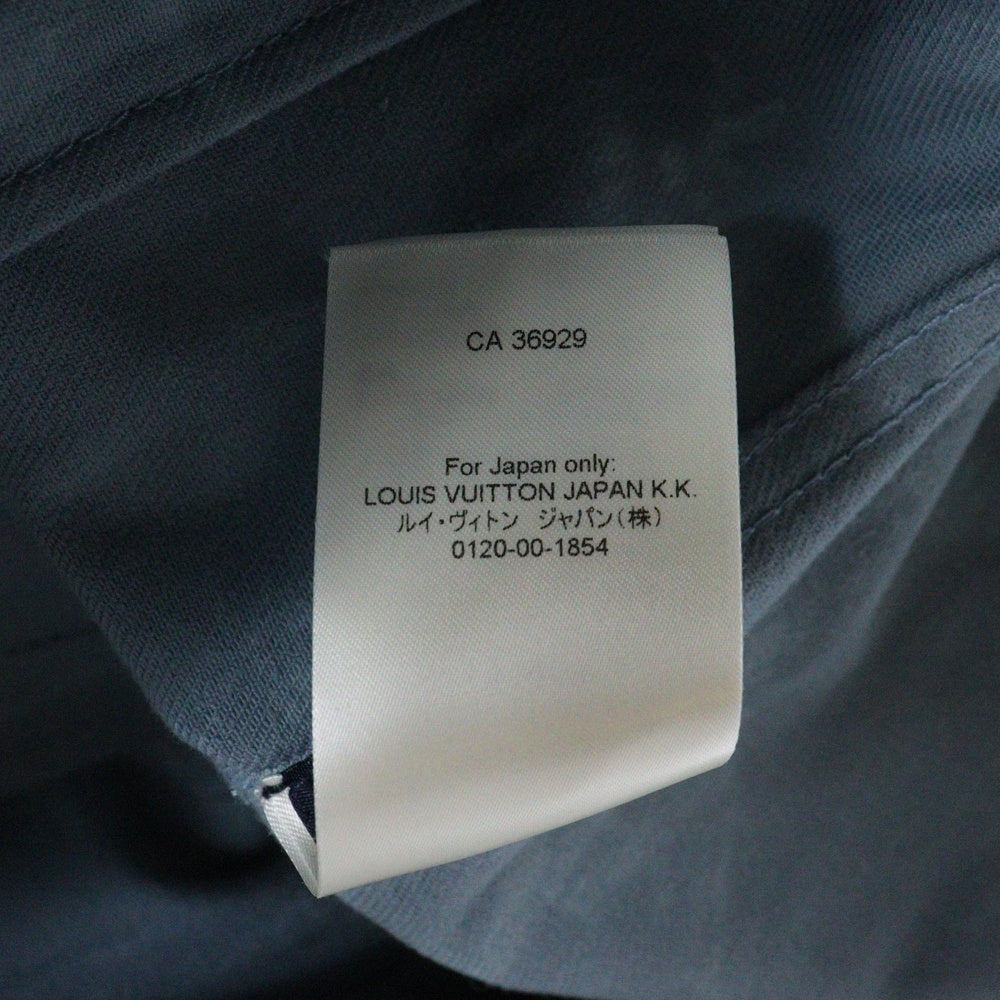 CA 36929
For Japan only:
LOUIS VUITTON JAPAN K.K.
ルイ・ヴィトン　ジャパン(株)
0120-00-1854